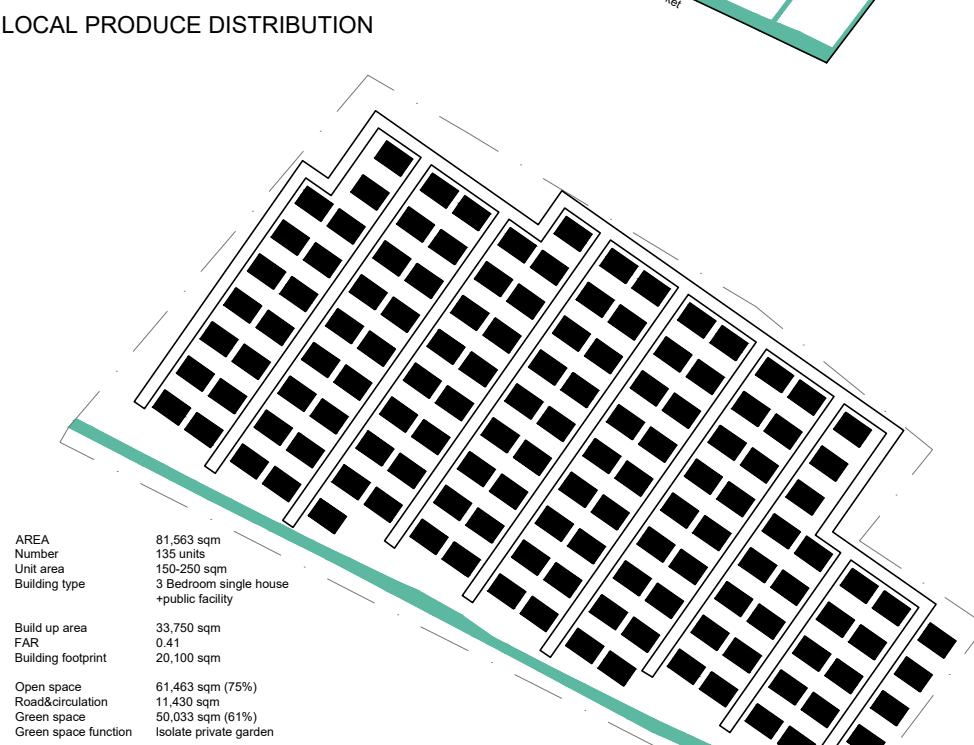 LOCAL PRODUCE DISTRIBUTION
AREA 81,563 sqm
Number 135 units
Unit area 150-250 sqm
Building type 3 Bedroom single house
+public facility
Build up area 33,750 sqm
FAR 0.41
Building footprint 20,100 sqm
Open space 61,463 sqm (75%)
Road&circulation 11,430 sqm
Green space 50,033 sqm (61%)
Green space function Isolate private garden